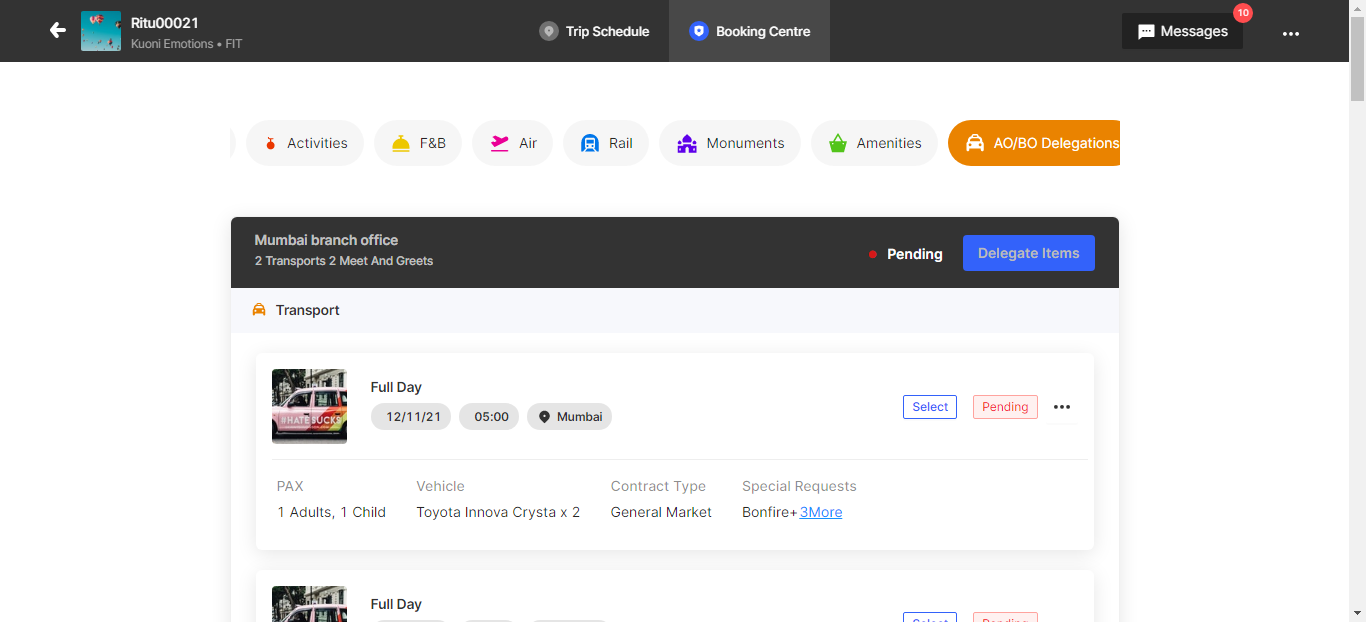 Ritu00021
Kuoni Emotions • FIT
Trip Schedule
Booking Centre
Messages
10
Activities
F&B
Air
Rail
Monuments
Amenities
AO/BO Delegations
Mumbai branch office
2 Transports 2 Meet And Greets
Pending
Delegate Items
Transport
#HATE SUCKS
Full Day
12/11/21
05:00
Mumbai
Select
Pending
PAX
Vehicle
Contract Type
Special Requests
1 Adults, 1 Child
Toyota Innova Crysta x 2
General Market
Bonfire+3More
Full Day
Select
Pending